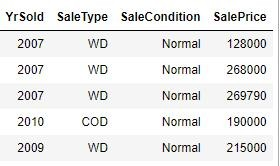 YrSold SaleType SaleCondition SalePrice
2007 WD Normal 128000
2007 WD Normal 268000
2007 WD Normal 269790
2010 COD Normal 190000
2009 WD Normal 215000